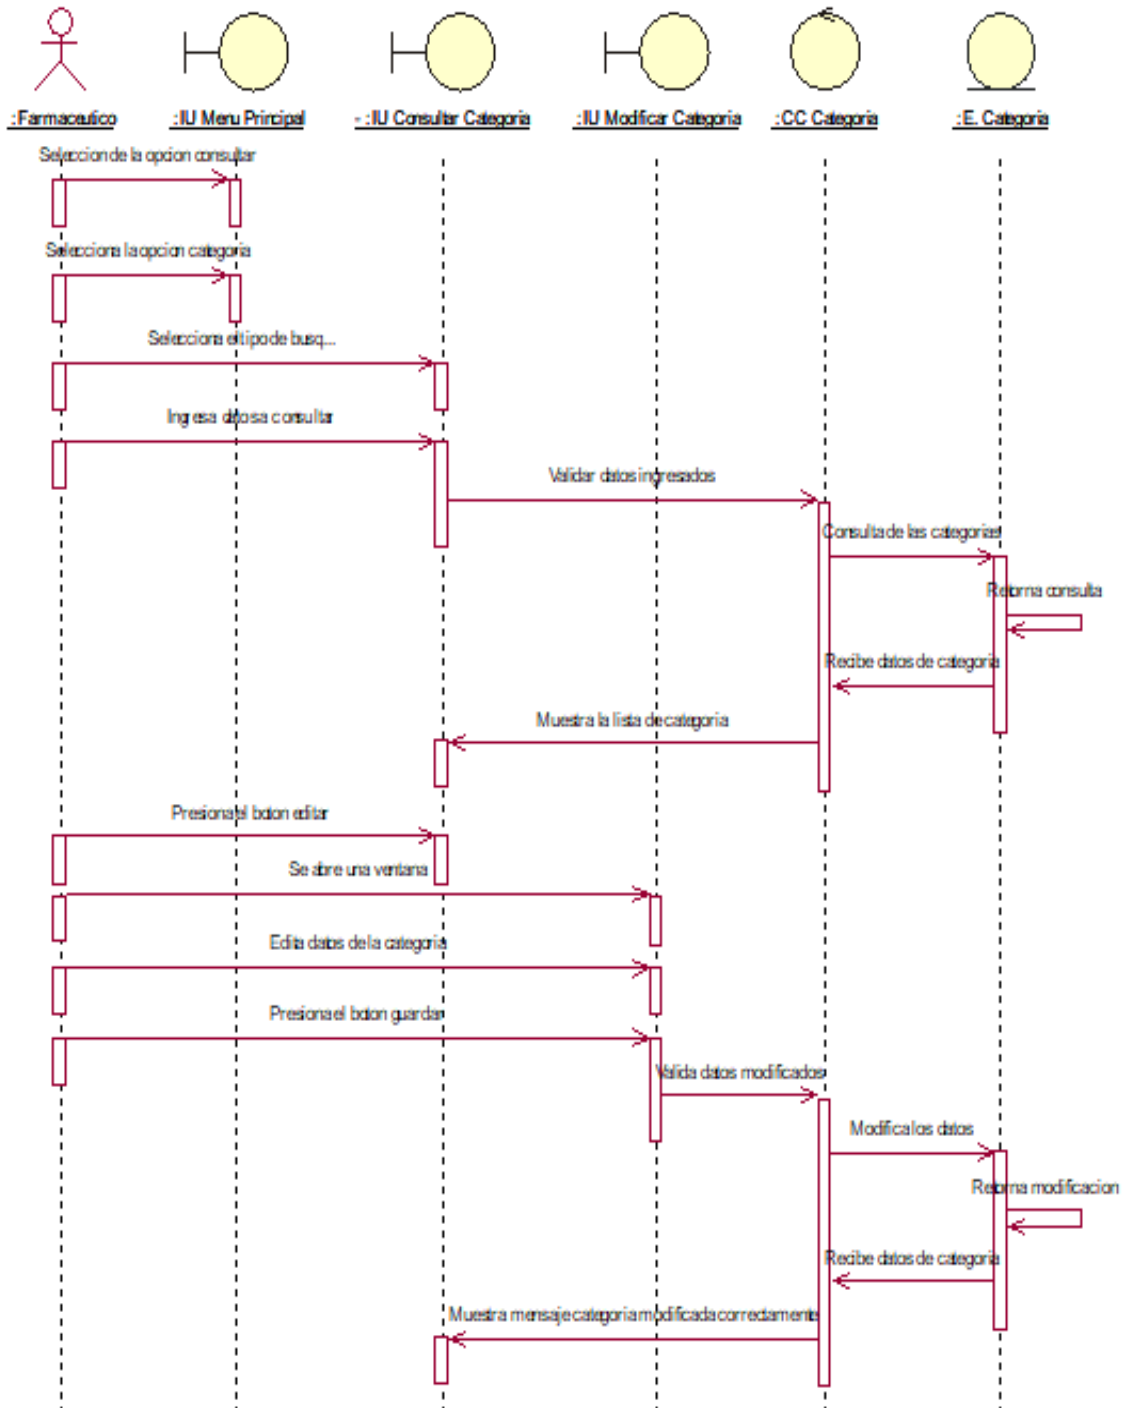 :Farmaceutico
:IU Menu Principal
- :IU Consultar Categoria
:IU Modificar Categoria
:CC Categoria
:E. Categoria
Seleccion de la opcion consultar
Selecciona la opcion categoria
Selecciona el tipo de busq...
Ingresa datos a consultar
Validar datos ingresados
Consulta de las categorias
Retorna consulta
Recibe datos de categoria
Muestra la lista de categoria
Presiona el boton editar
Se abre una ventana
Edita datos de la categoria
Presiona el boton guardar
Valida datos modificados
Modifica los datos
Retorna modificacion
Recibe datos de categoria
Muestra mensaje categoria modificada correctamente